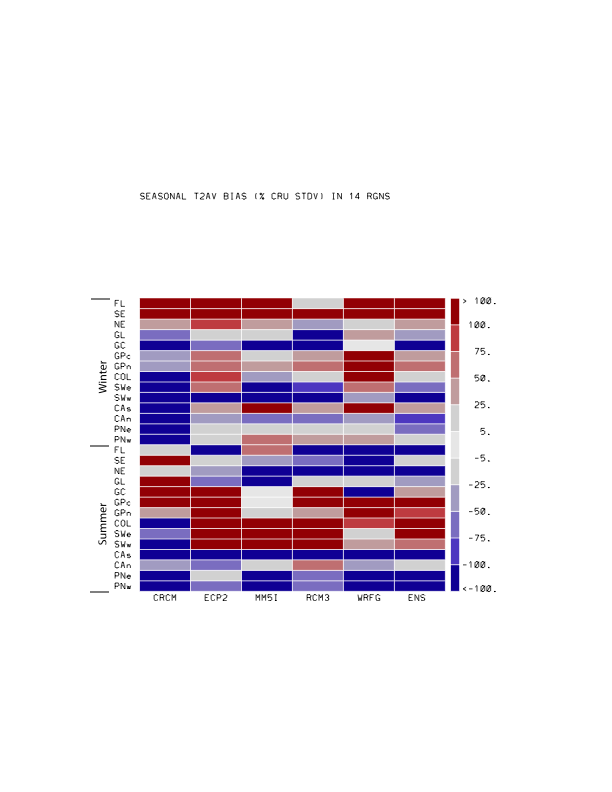 SEASONAL T2AV BIAS (% CRU STDV) IN 14 RGNS
Winter
FL
SE
NE
GL
GC
GPc
GPn
COL
SWe
SWw
CAs
CAn
PNe
PNw
Summer
FL
SE
NE
GL
GC
GPc
GPn
COL
SWe
SWw
CAs
CAn
PNe
PNw
CRCM ECP2 MM5I RCM3 WRFG ENS
> 100.
100.
75.
50.
25.
5.
-5.
-25.
-50.
-75.
-100.
<-100.